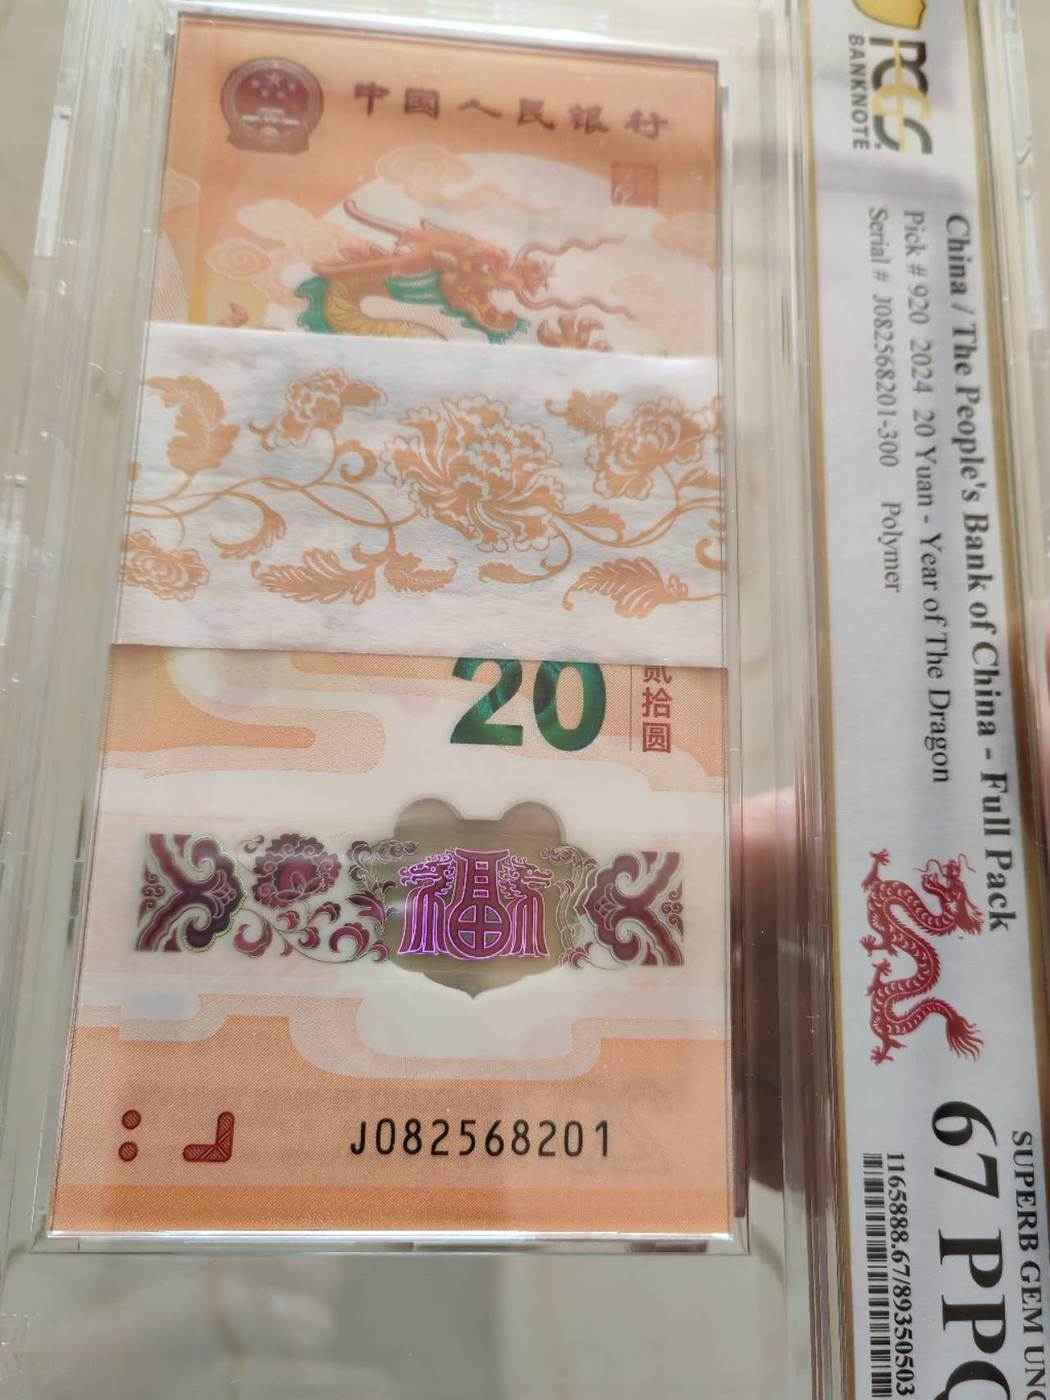 中国人民银行
20
贰拾圆
福
J082568201
PCGS
BANKNOTE
China / The People's Bank of China - Full Pack
Pick # 920 2024 20 Yuan - Year of The Dragon
Serial # J082568201-300 Polymer
SUPERB GEM UNC
67 PPQ
1165888.67/89350503